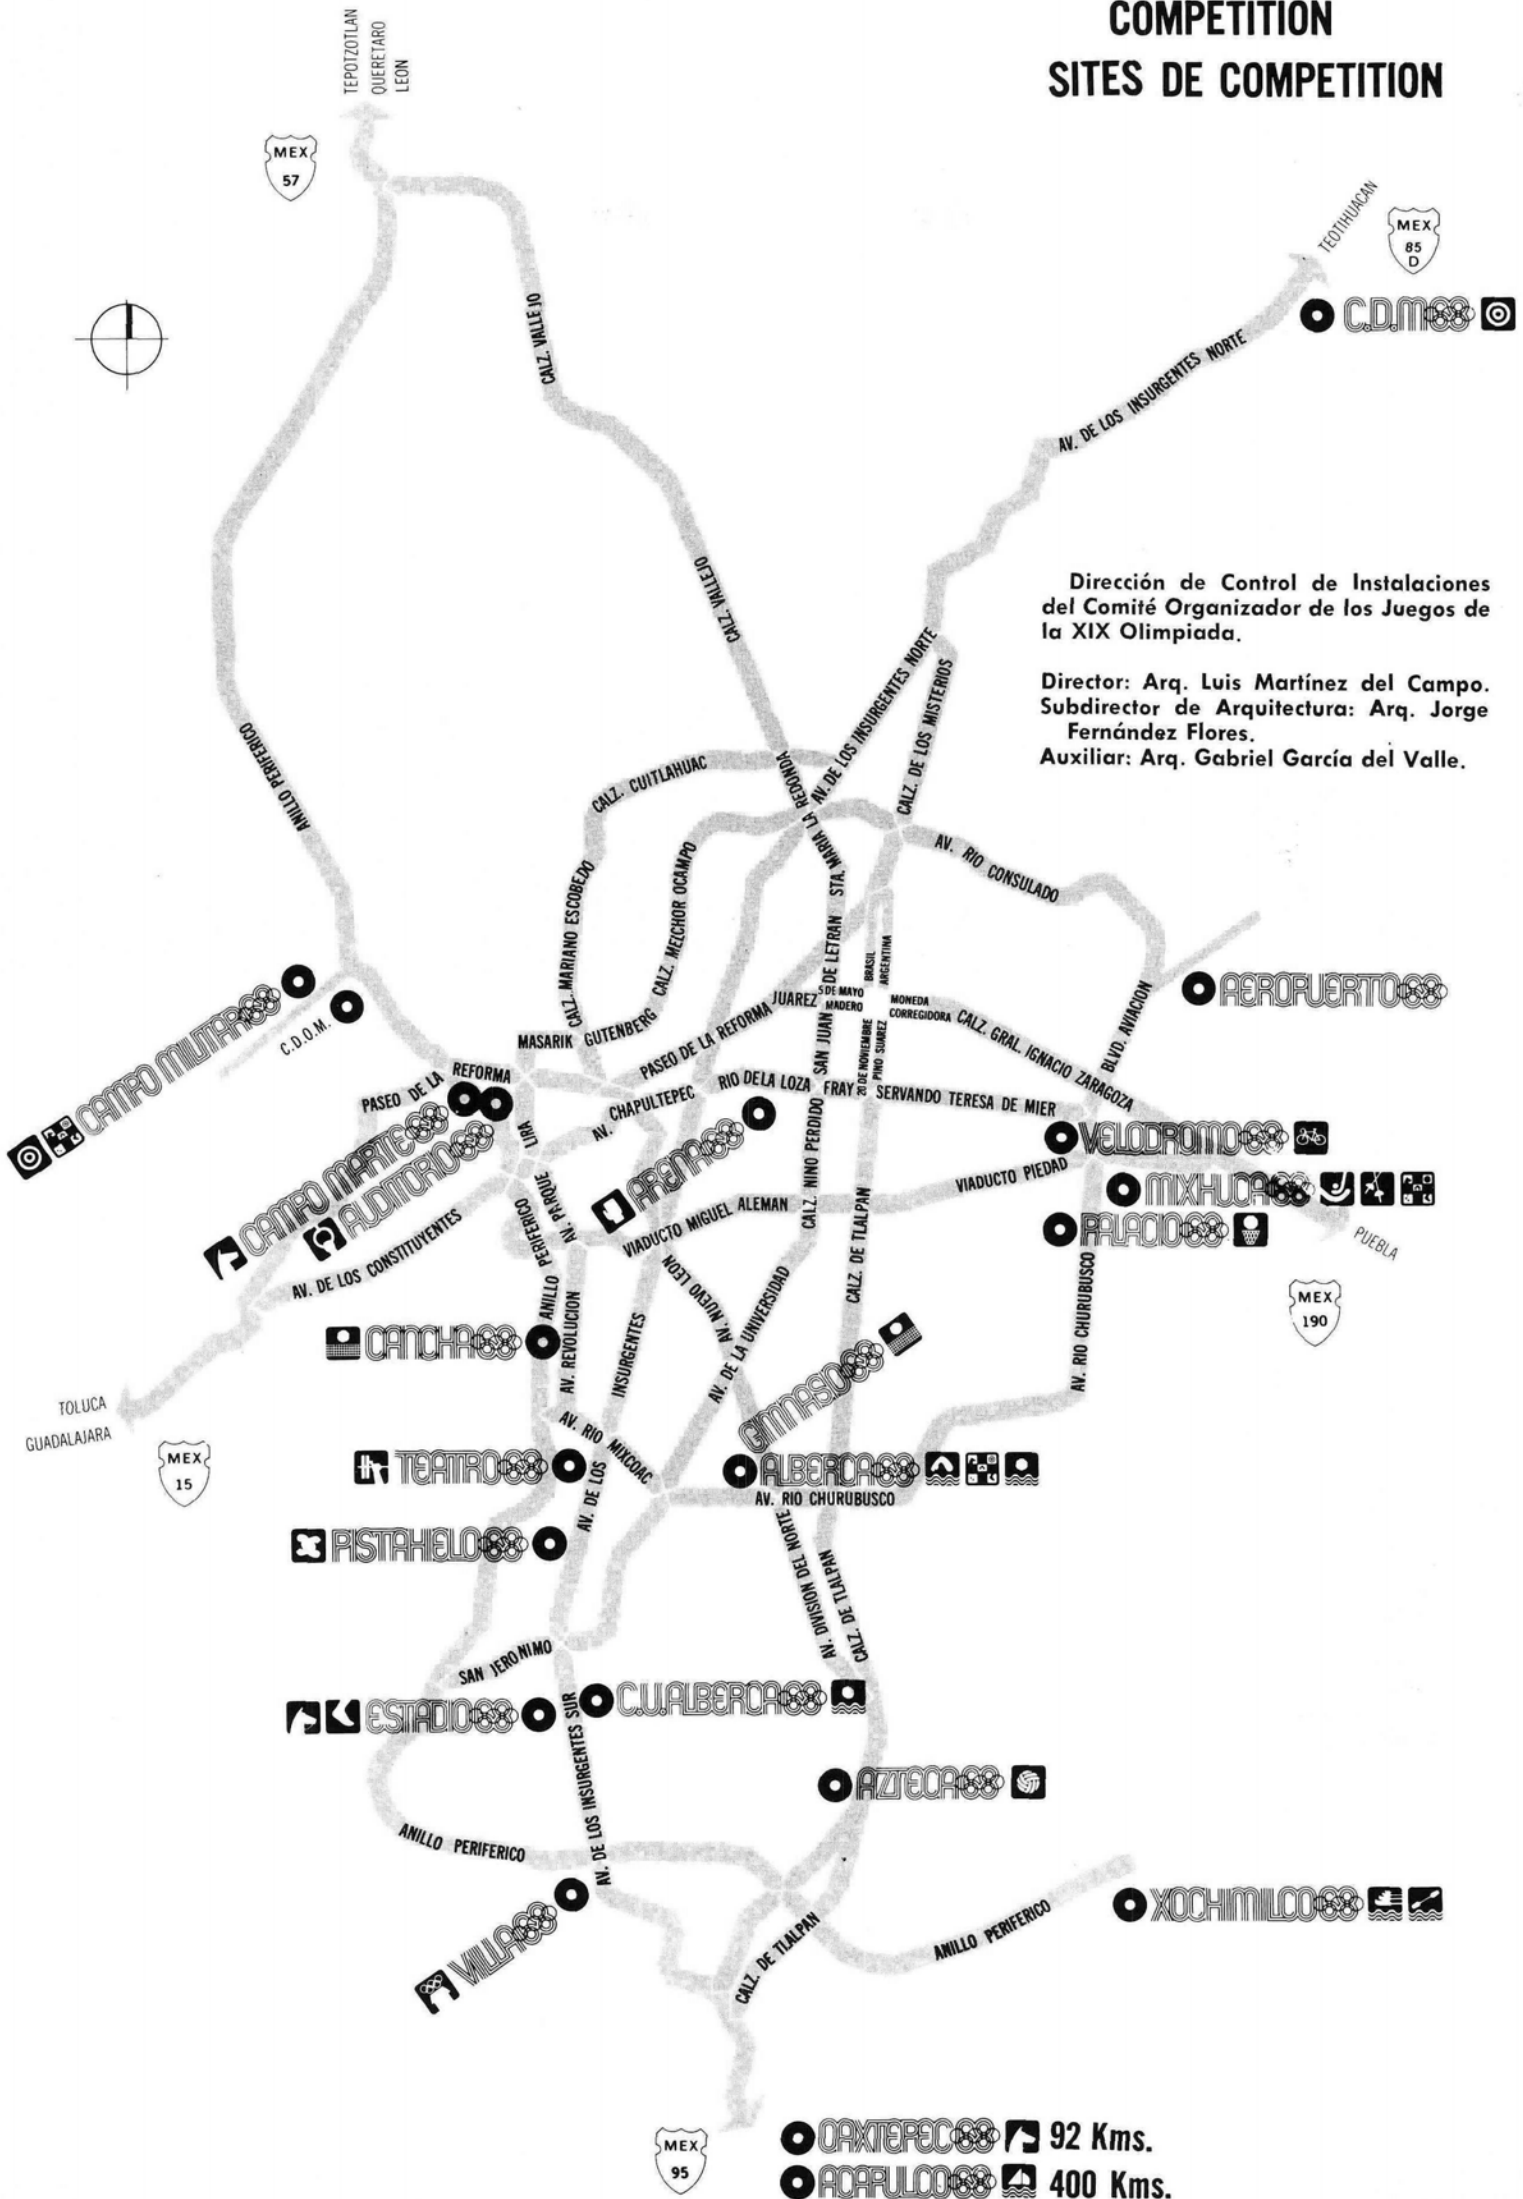 COMPETITION
SITES DE COMPETITION
TEPOTZOTLAN
QUERETARO
LEON
MEX
57
TEOTIHUACAN
MEX
85
D
C.D.M68
CALZ. VALLEJO
AV. DE LOS INSURGENTES NORTE
Dirección de Control de Instalaciones
del Comité Organizador de los Juegos de
la XIX Olimpiada.
Director: Arq. Luis Martínez del Campo.
Subdirector de Arquitectura: Arq. Jorge
Fernández Flores.
Auxiliar: Arq. Gabriel García del Valle.
CALZ. VALLEJO
AV. DE LOS INSURGENTES NORTE
CALZ. DE LOS MISTERIOS
ANILLO PERIFERICO
CALZ. CUITLAHUAC
STA. MARIA LA REDONDA
AV. RIO CONSULADO
CALZ. MARIANO ESCOBEDO
CALZ. MELCHOR OCAMPO
SAN JUAN DE LETRAN
BRASIL
ARGENTINA
CAMPO MILITAR68
C.D.O.M.
AEROPUERTO68
JUAREZ
5 DE MAYO
MADERO
MONEDA
CORREGIDORA
CALZ. GRAL. IGNACIO ZARAGOZA
BLVD. AVIACION
MASARIK
GUTENBERG
PASEO DE LA REFORMA
20 DE NOVIEMBRE
PINO SUAREZ
PASEO DE LA REFORMA
AV. CHAPULTEPEC
RIO DE LA LOZA
FRAY SERVANDO TERESA DE MIER
CAMPO MARTE68
AUDITORIO68
LIRA
AV. PARQUE
ARENA68
CALZ. NINO PERDIDO
VELODROMO68
MIXHUCA68
PALACIO68
PUEBLA
MEX
190
VIADUCTO PIEDAD
VIADUCTO MIGUEL ALEMAN
CALZ. DE TLALPAN
AV. DE LOS CONSTITUYENTES
ANILLO PERIFERICO
AV. REVOLUCION
AV. DE LOS INSURGENTES
AV. NUEVO LEON
AV. DE LA UNIVERSIDAD
AV. RIO CHURUBUSCO
CANCHA68
TOLUCA
GUADALAJARA
MEX
15
GIMNASIO68
AV. RIO MIXCOAC
TEATRO68
ALBERCA68
AV. RIO CHURUBUSCO
PISTAHIELO68
AV. DIVISION DEL NORTE
CALZ. DE TLALPAN
SAN JERONIMO
ESTADIO68
C.U.ALBERCA68
AV. DE LOS INSURGENTES SUR
AZTECA68
ANILLO PERIFERICO
VILLA68
XOCHIMILCO68
ANILLO PERIFERICO
CALZ. DE TLALPAN
MEX
95
OAXTEPEC68 92 Kms.
ACAPULCO68 400 Kms.